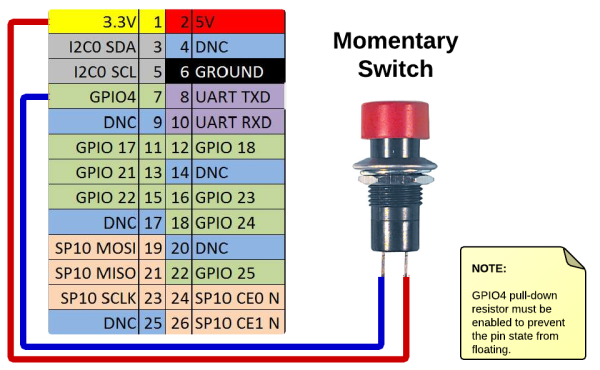 3.3V 1 2 5V
I2C0 SDA 3 4 DNC
I2C0 SCL 5 6 GROUND
GPIO4 7 8 UART TXD
DNC 9 10 UART RXD
GPIO 17 11 12 GPIO 18
GPIO 21 13 14 DNC
GPIO 22 15 16 GPIO 23
DNC 17 18 GPIO 24
SP10 MOSI 19 20 DNC
SP10 MISO 21 22 GPIO 25
SP10 SCLK 23 24 SP10 CE0 N
DNC 25 26 SP10 CE1 N
Momentary
Switch
NOTE:
GPIO4 pull-down
resistor must be
enabled to prevent
the pin state from
floating.